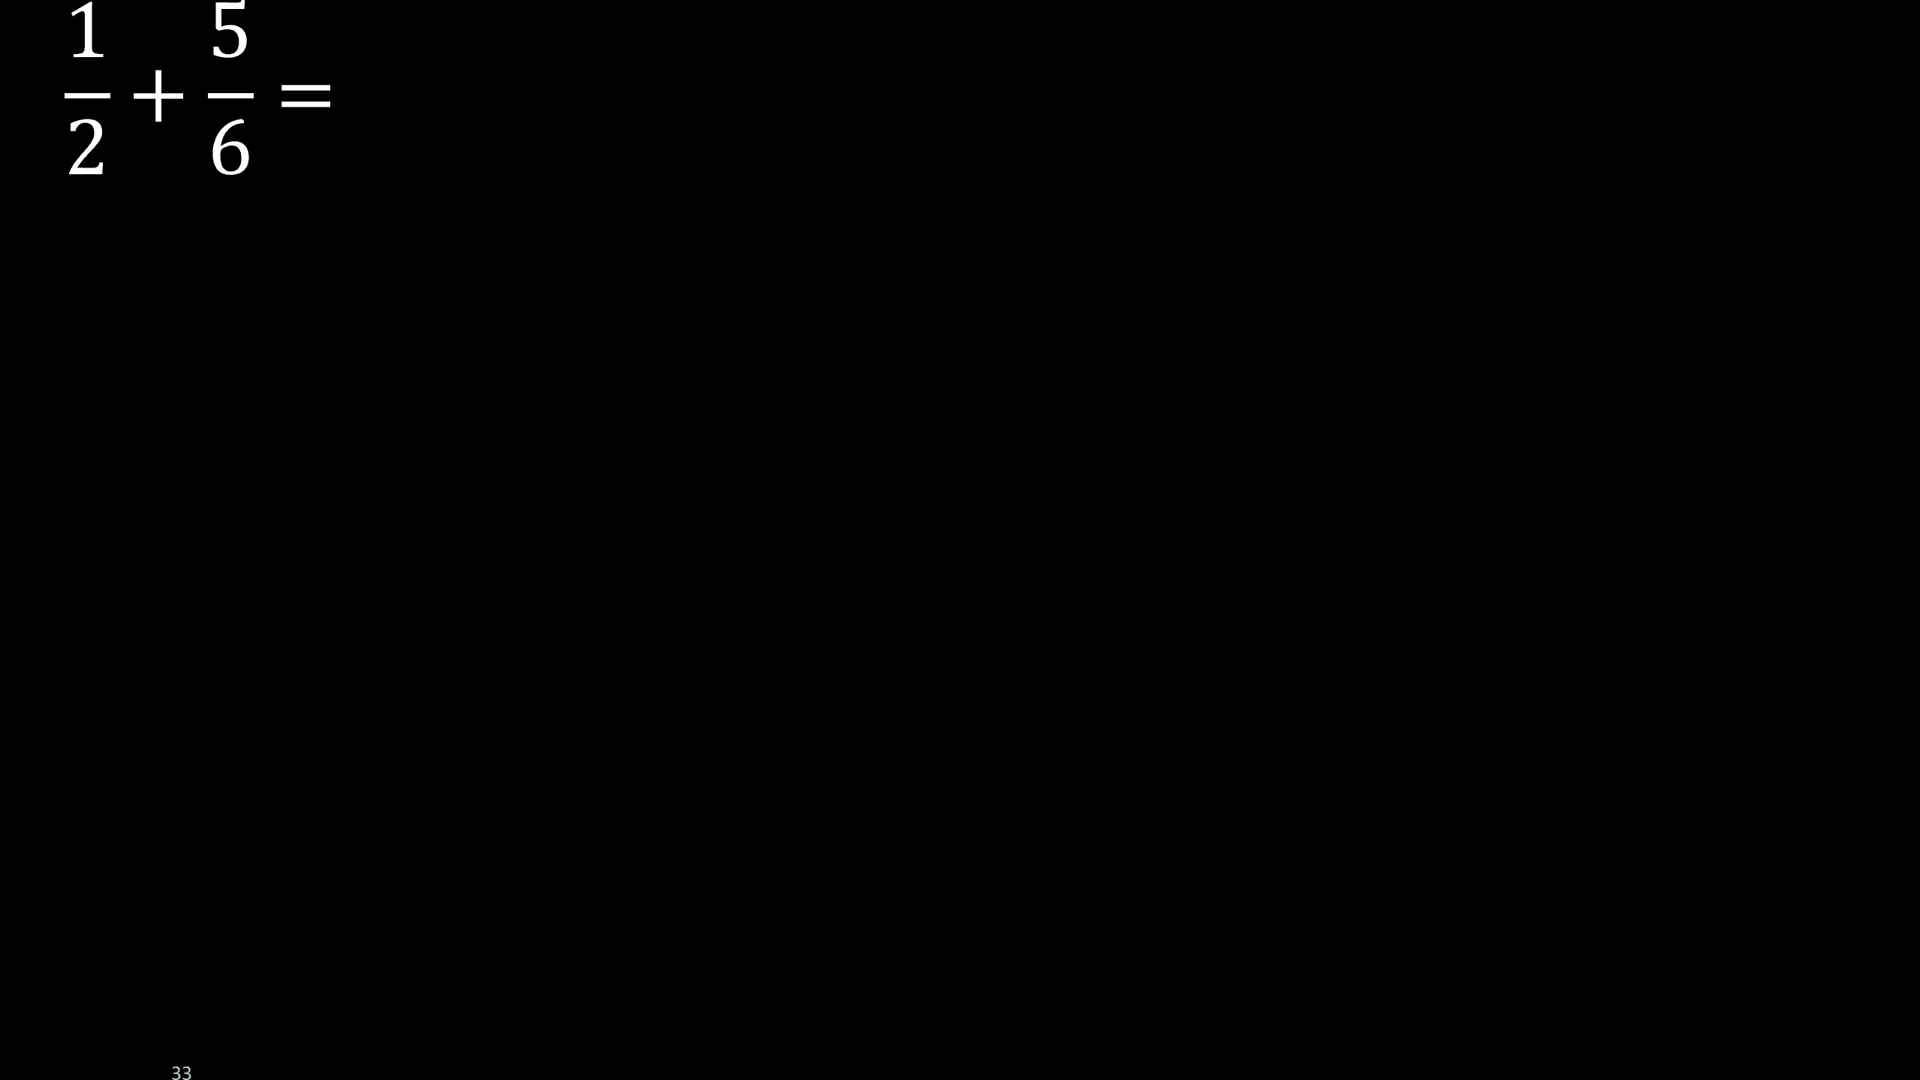 1/2 + 5/6 =
33